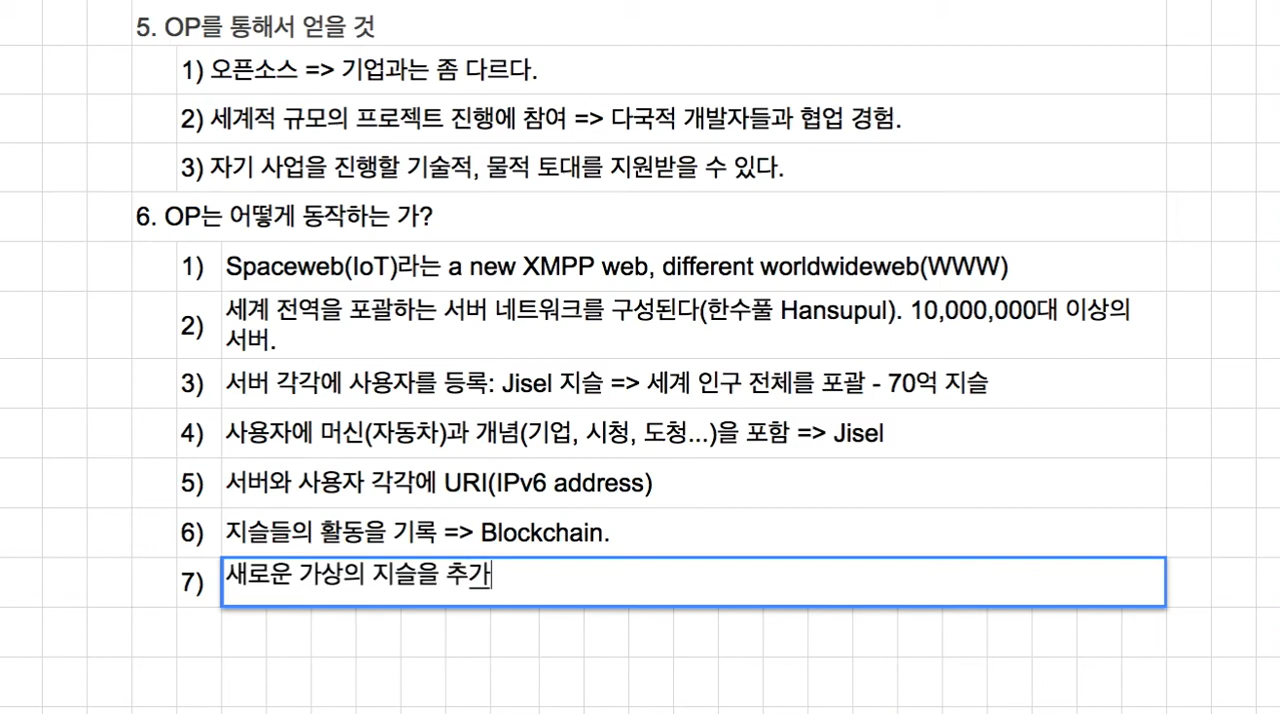 5. OP를 통해서 얻을 것
1) 오픈소스 => 기업과는 좀 다르다.
2) 세계적 규모의 프로젝트 진행에 참여 => 다국적 개발자들과 협업 경험.
3) 자기 사업을 진행할 기술적, 물적 토대를 지원받을 수 있다.
6. OP는 어떻게 동작하는 가?
1) Spaceweb(IoT)라는 a new XMPP web, different worldwideweb(WWW)
2) 세계 전역을 포괄하는 서버 네트워크를 구성된다(한수풀 Hansupul). 10,000,000대 이상의
서버.
3) 서버 각각에 사용자를 등록: Jisel 지슬 => 세계 인구 전체를 포괄 - 70억 지슬
4) 사용자에 머신(자동차)과 개념(기업, 시청, 도청...)을 포함 => Jisel
5) 서버와 사용자 각각에 URI(IPv6 address)
6) 지슬들의 활동을 기록 => Blockchain.
7) 새로운 가상의 지슬을 추가